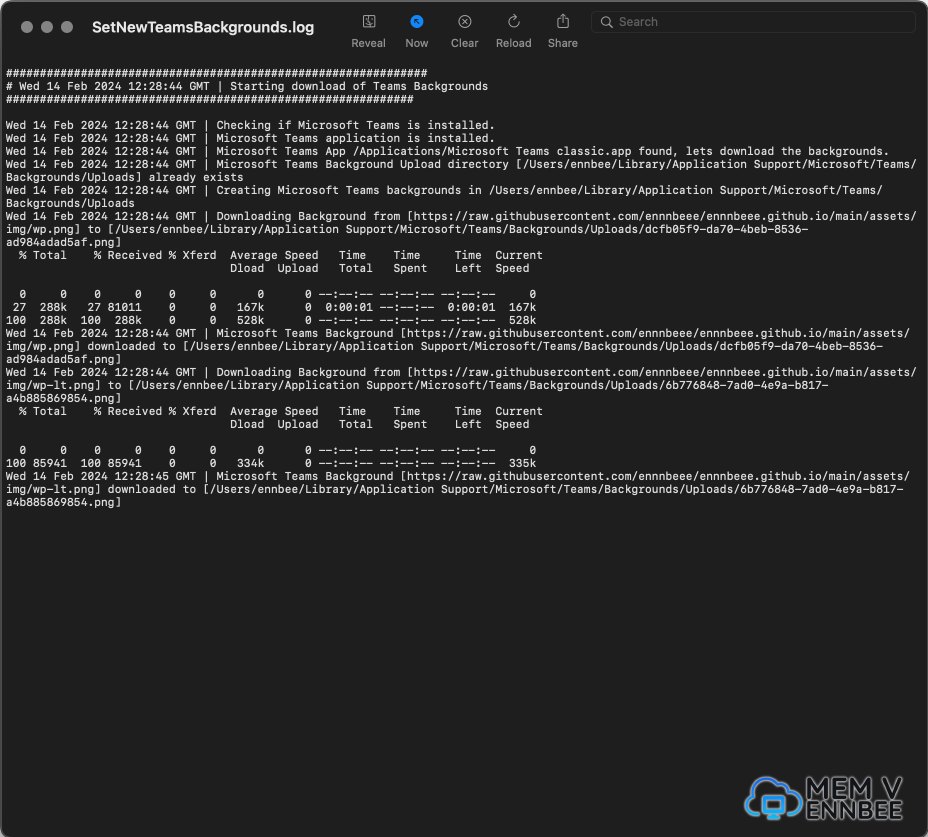 SetNewTeamsBackgrounds.log
Reveal Now Clear Reload Share
Search
##############################################################
# Wed 14 Feb 2024 12:28:44 GMT | Starting download of Teams Backgrounds
############################################################
Wed 14 Feb 2024 12:28:44 GMT | Checking if Microsoft Teams is installed.
Wed 14 Feb 2024 12:28:44 GMT | Microsoft Teams application is installed.
Wed 14 Feb 2024 12:28:44 GMT | Microsoft Teams App /Applications/Microsoft Teams classic.app found, lets download the backgrounds.
Wed 14 Feb 2024 12:28:44 GMT | Microsoft Teams Background Upload directory [/Users/ennbee/Library/Application Support/Microsoft/Teams/
Backgrounds/Uploads] already exists
Wed 14 Feb 2024 12:28:44 GMT | Creating Microsoft Teams backgrounds in /Users/ennbee/Library/Application Support/Microsoft/Teams/
Backgrounds/Uploads
Wed 14 Feb 2024 12:28:44 GMT | Downloading Background from [https://raw.githubusercontent.com/ennnbeee/ennnbeee.github.io/main/assets/
img/wp.png] to [/Users/ennbee/Library/Application Support/Microsoft/Teams/Backgrounds/Uploads/dcfb05f9-da70-4beb-8536-
ad984adad5af.png]
% Total % Received % Xferd Average Speed Time Time Time Current
Dload Upload Total Spent Left Speed
0 0 0 0 0 0 0 0 --:--:-- --:--:-- --:--:-- 0
27 288k 27 81011 0 0 167k 0 0:00:01 --:--:-- 0:00:01 167k
100 288k 100 288k 0 0 528k 0 --:--:-- --:--:-- --:--:-- 528k
Wed 14 Feb 2024 12:28:44 GMT | Microsoft Teams Background [https://raw.githubusercontent.com/ennnbeee/ennnbeee.github.io/main/assets/
img/wp.png] downloaded to [/Users/ennbee/Library/Application Support/Microsoft/Teams/Backgrounds/Uploads/dcfb05f9-da70-4beb-8536-
ad984adad5af.png]
Wed 14 Feb 2024 12:28:44 GMT | Downloading Background from [https://raw.githubusercontent.com/ennnbeee/ennnbeee.github.io/main/assets/
img/wp-lt.png] to [/Users/ennbee/Library/Application Support/Microsoft/Teams/Backgrounds/Uploads/6b776848-7ad0-4e9a-b817-
a4b885869854.png]
% Total % Received % Xferd Average Speed Time Time Time Current
Dload Upload Total Spent Left Speed
0 0 0 0 0 0 0 0 --:--:-- --:--:-- --:--:-- 0
100 85941 100 85941 0 0 334k 0 --:--:-- --:--:-- --:--:-- 335k
Wed 14 Feb 2024 12:28:45 GMT | Microsoft Teams Background [https://raw.githubusercontent.com/ennnbeee/ennnbeee.github.io/main/assets/
img/wp-lt.png] downloaded to [/Users/ennbee/Library/Application Support/Microsoft/Teams/Backgrounds/Uploads/6b776848-7ad0-4e9a-b817-
a4b885869854.png]
MEM V
ENNBEE